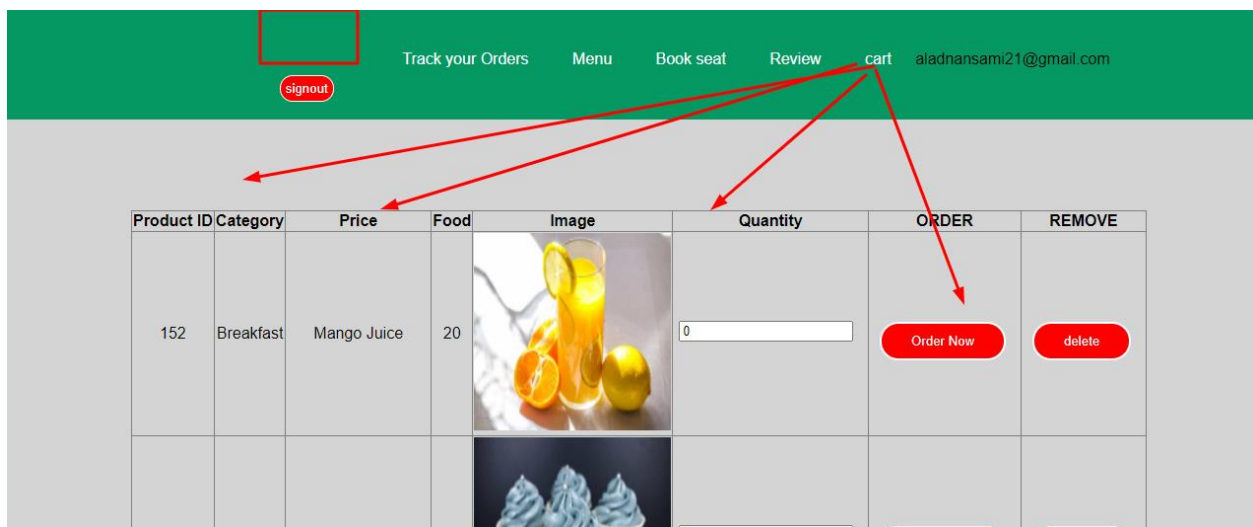 Track your Orders Menu Book seat Review cart aladnansami21@gmail.com
signout
Product ID Category Price Food Image Quantity ORDER REMOVE
152 Breakfast Mango Juice 20 0 Order Now delete